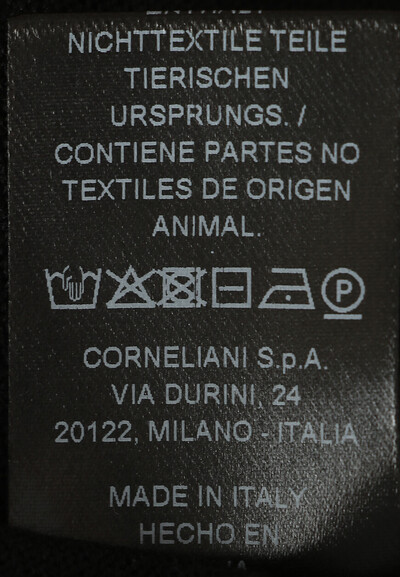 NICHTTEXTILE TEILE
TIERISCHEN
URSPRUNGS. /
CONTIENE PARTES NO
TEXTILES DE ORIGEN
ANIMAL.
P
CORNELIANI S.p.A.
VIA DURINI, 24
20122, MILANO - ITALIA
MADE IN ITALY
HECHO EN